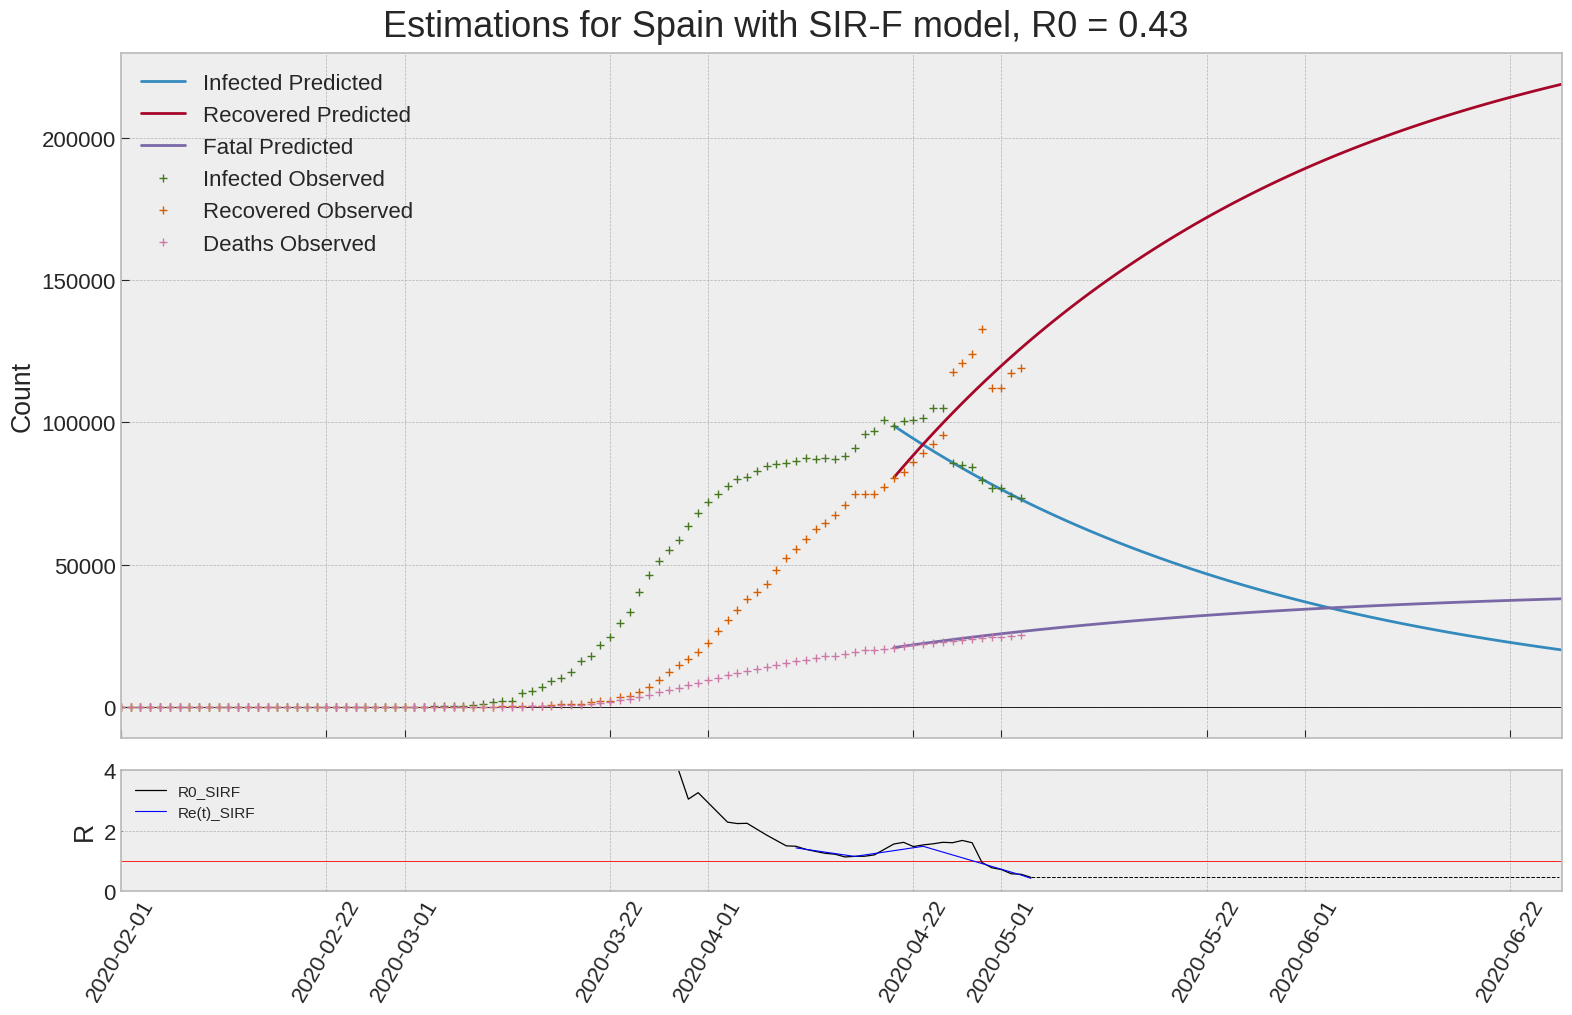 Estimations for Spain with SIR-F model, R0 = 0.43
Infected Predicted
Recovered Predicted
Fatal Predicted
Infected Observed
Recovered Observed
Deaths Observed
200000
150000
100000
50000
0
Count
R0_SIRF
Re(t)_SIRF
4
2
0
R
2020-02-01
2020-02-22
2020-03-01
2020-03-22
2020-04-01
2020-04-22
2020-05-01
2020-05-22
2020-06-01
2020-06-22